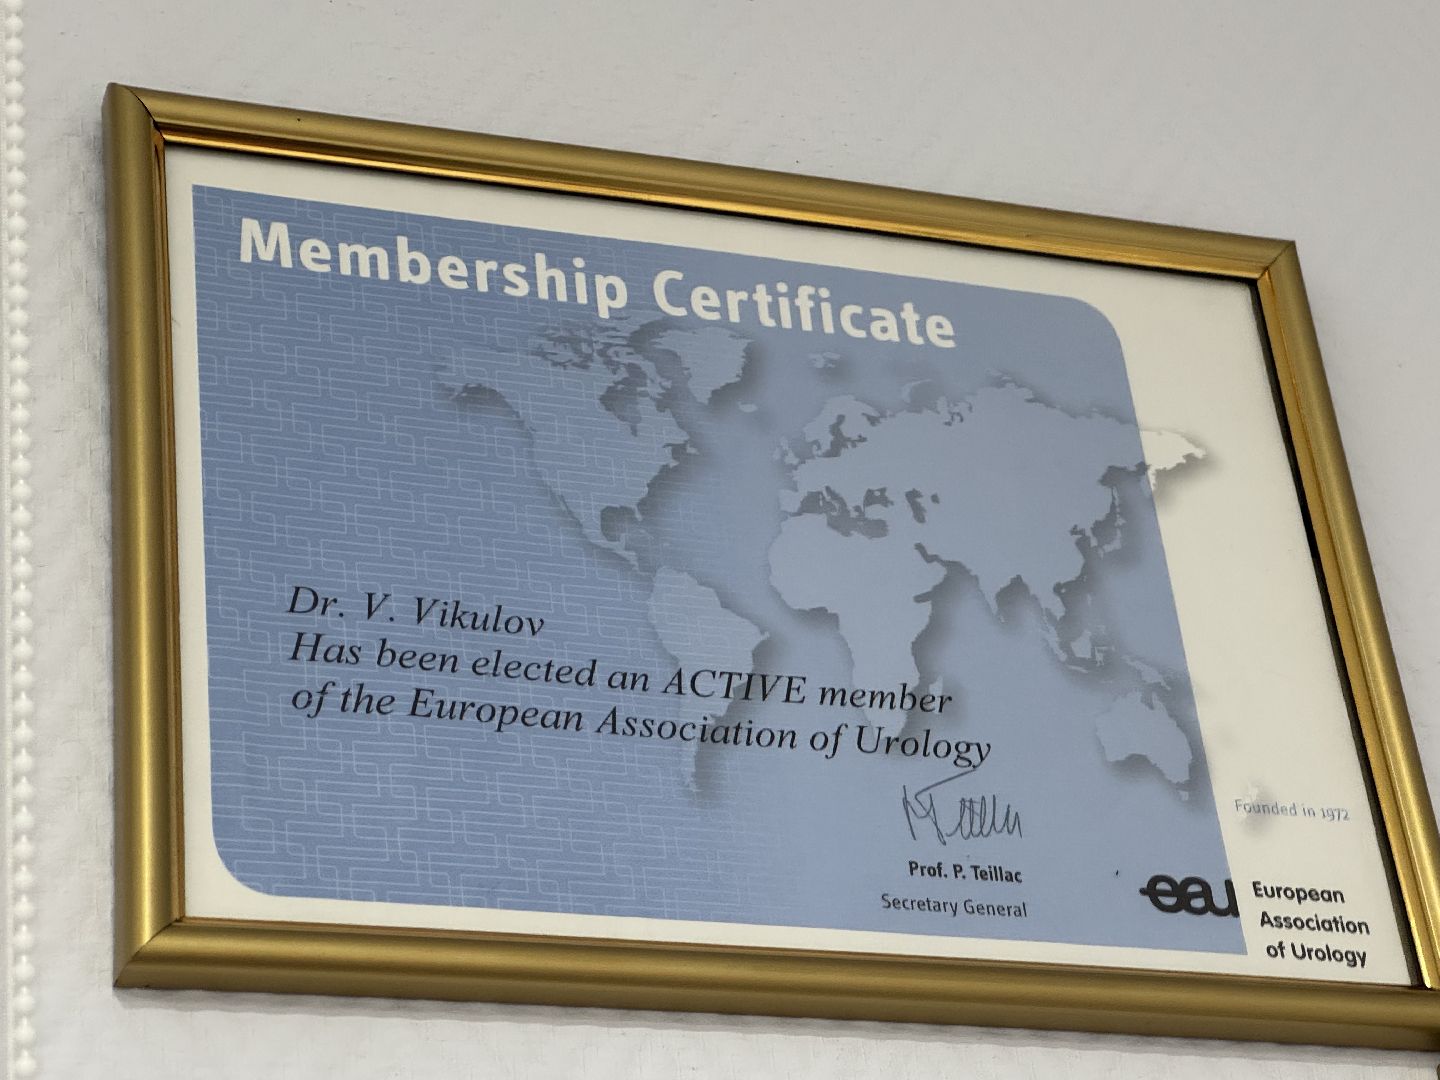 Membership Certificate
Dr. V. Vikulov
Has been elected an ACTIVE member
of the European Association of Urology
Prof. P. Teillac
Secretary General
Founded in 1972
eau
European
Association
of Urology